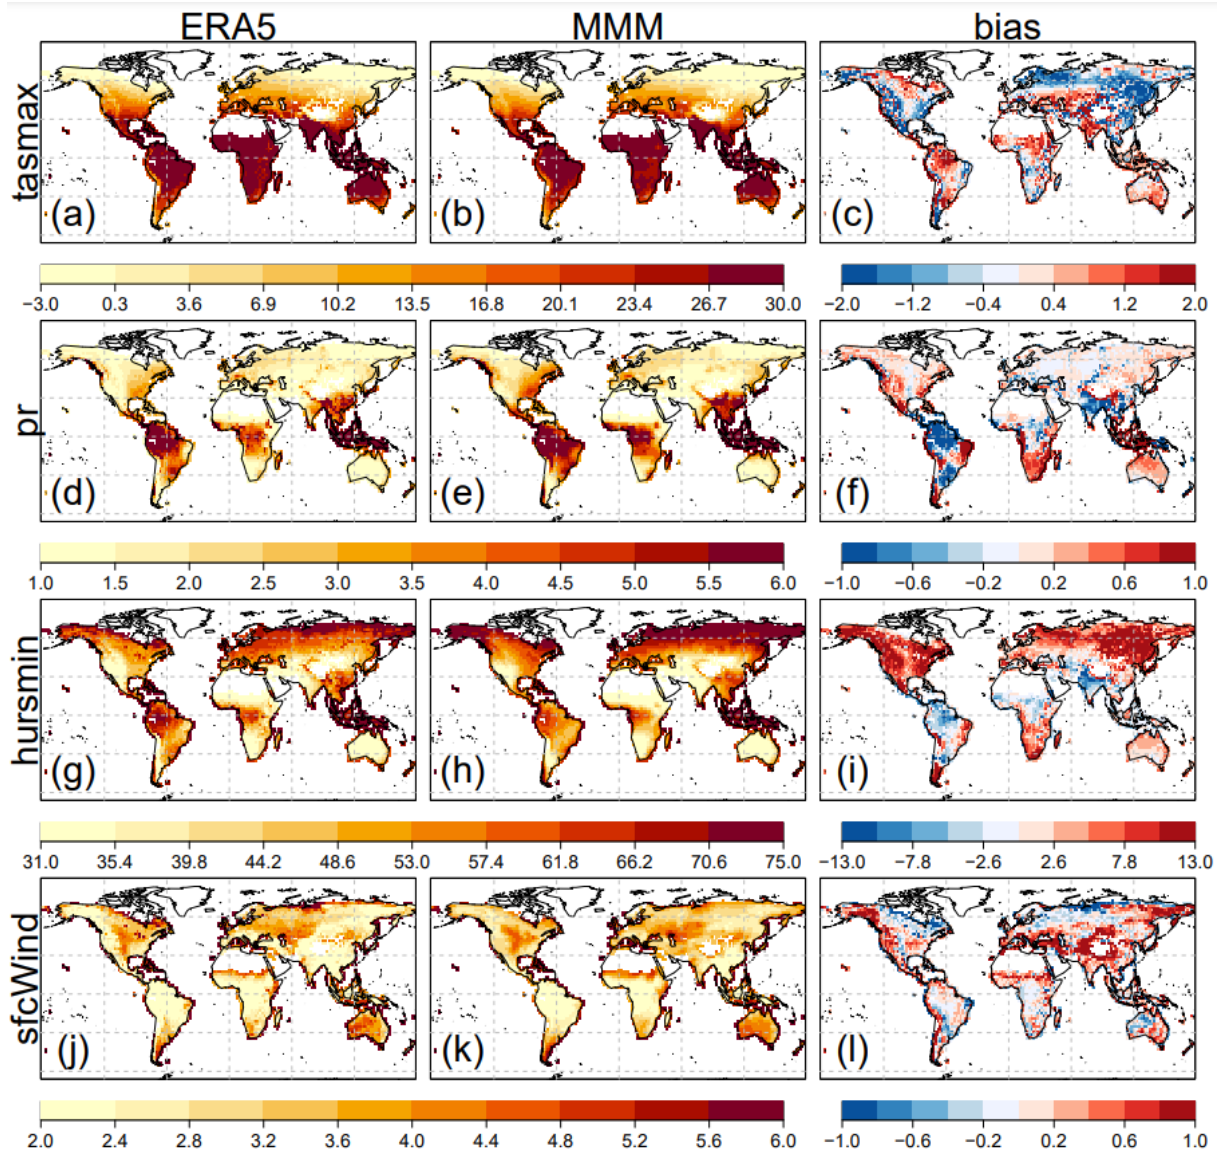 ERA5 MMM bias
tasmax
(a) (b) (c)
−3.0 0.3 3.6 6.9 10.2 13.5 16.8 20.1 23.4 26.7 30.0 −2.0 −1.2 −0.4 0.4 1.2 2.0
pr
(d) (e) (f)
1.0 1.5 2.0 2.5 3.0 3.5 4.0 4.5 5.0 5.5 6.0 −1.0 −0.6 −0.2 0.2 0.6 1.0
hursmin
(g) (h) (i)
31.0 35.4 39.8 44.2 48.6 53.0 57.4 61.8 66.2 70.6 75.0 −13.0 −7.8 −2.6 2.6 7.8 13.0
sfcWind
(j) (k) (l)
2.0 2.4 2.8 3.2 3.6 4.0 4.4 4.8 5.2 5.6 6.0 −1.0 −0.6 −0.2 0.2 0.6 1.0